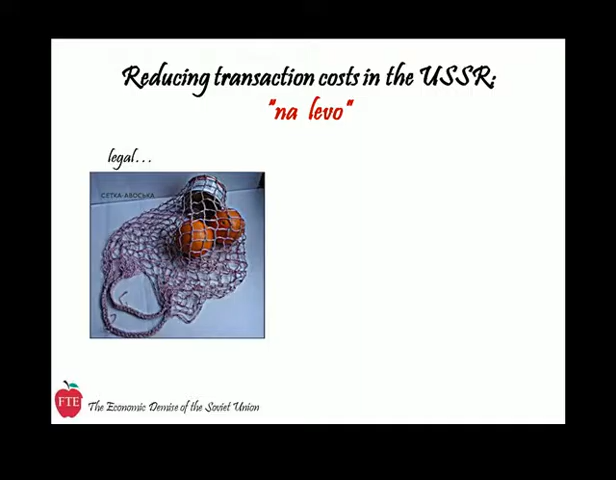 Reducing transaction costs in the USSR:
"na levo"
legal...
СЕТКА-АВОСЬКА
FTE
The Economic Demise of the Soviet Union